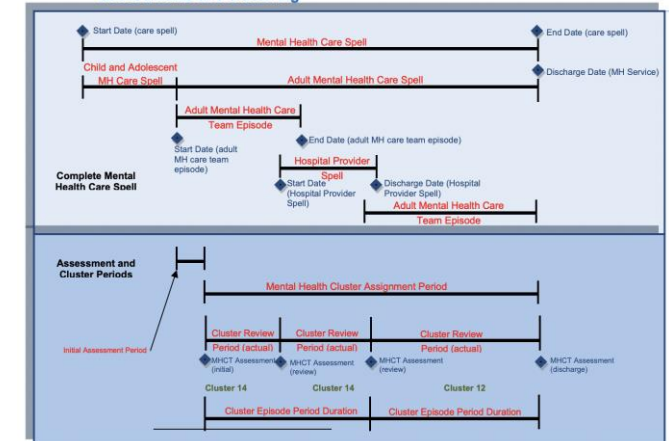 Start Date (care spell)
Mental Health Care Spell
End Date (care spell)
Child and Adolescent
MH Care Spell
Adult Mental Health Care Spell
Discharge Date (MH Service)
Adult Mental Health Care
Team Episode
Start Date (adult
MH care team
episode)
End Date (adult MH care team episode)
Hospital Provider
Spell
Complete Mental
Health Care Spell
Start Date
(Hospital Provider
Spell)
Discharge Date (Hospital
Provider Spell)
Adult Mental Health Care
Team Episode
Assessment and
Cluster Periods
Mental Health Cluster Assignment Period
Initial Assessment Period
Cluster Review
Period (actual)
Cluster Review
Period (actual)
Cluster Review
Period (actual)
MHCT Assessment
(initial)
MHCT Assessment
(review)
MHCT Assessment
(review)
MHCT Assessment
(discharge)
Cluster 14
Cluster 14
Cluster 12
Cluster Episode Period Duration
Cluster Episode Period Duration